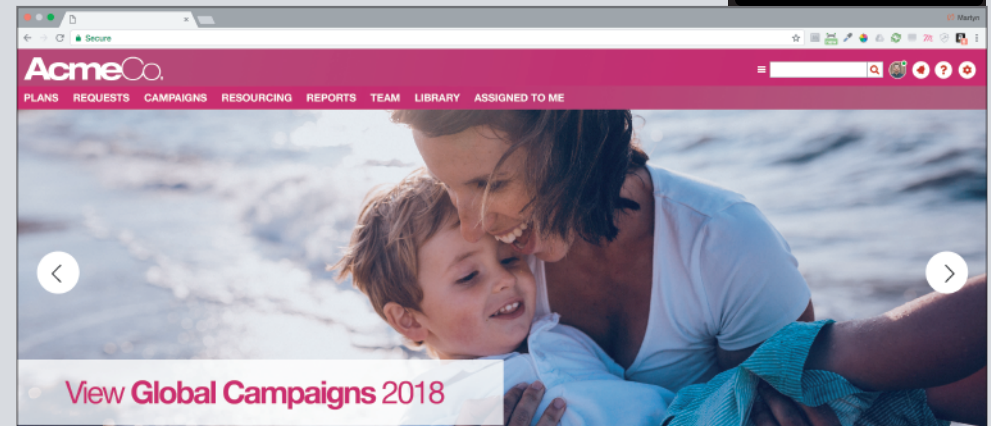 Martyn
Secure
AcmeCo.
PLANS REQUESTS CAMPAIGNS RESOURCING REPORTS TEAM LIBRARY ASSIGNED TO ME
View Global Campaigns 2018